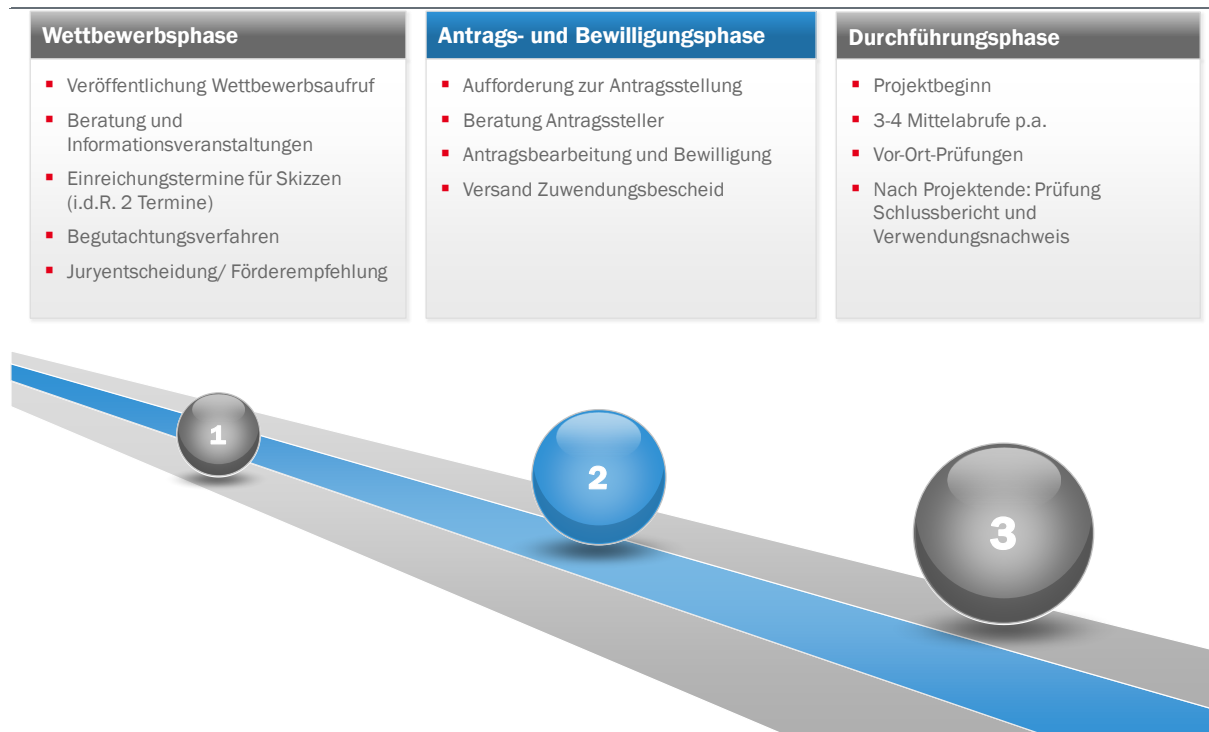 Wettbewerbsphase
Veröffentlichung Wettbewerbsaufruf
Beratung und
Informationsveranstaltungen
Einreichungstermine für Skizzen
(i.d.R. 2 Termine)
Begutachtungsverfahren
Juryentscheidung/ Förderempfehlung
Antrags- und Bewilligungsphase
Aufforderung zur Antragsstellung
Beratung Antragssteller
Antragsbearbeitung und Bewilligung
Versand Zuwendungsbescheid
Durchführungsphase
Projektbeginn
3-4 Mittelabrufe p.a.
Vor-Ort-Prüfungen
Nach Projektende: Prüfung
Schlussbericht und
Verwendungsnachweis
1
2
3